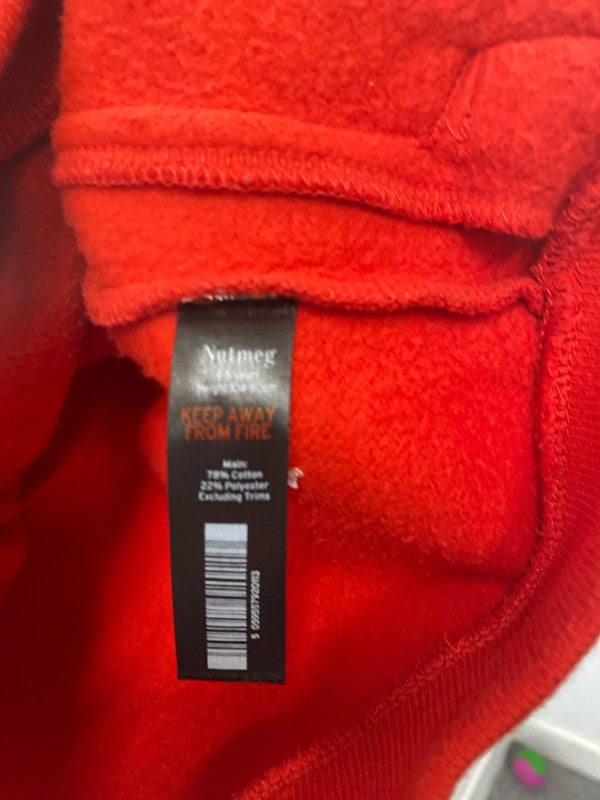 Nutmeg
KEEP AWAY
FROM FIRE
Main:
78% Cotton
22% Polyester
Excluding Trims